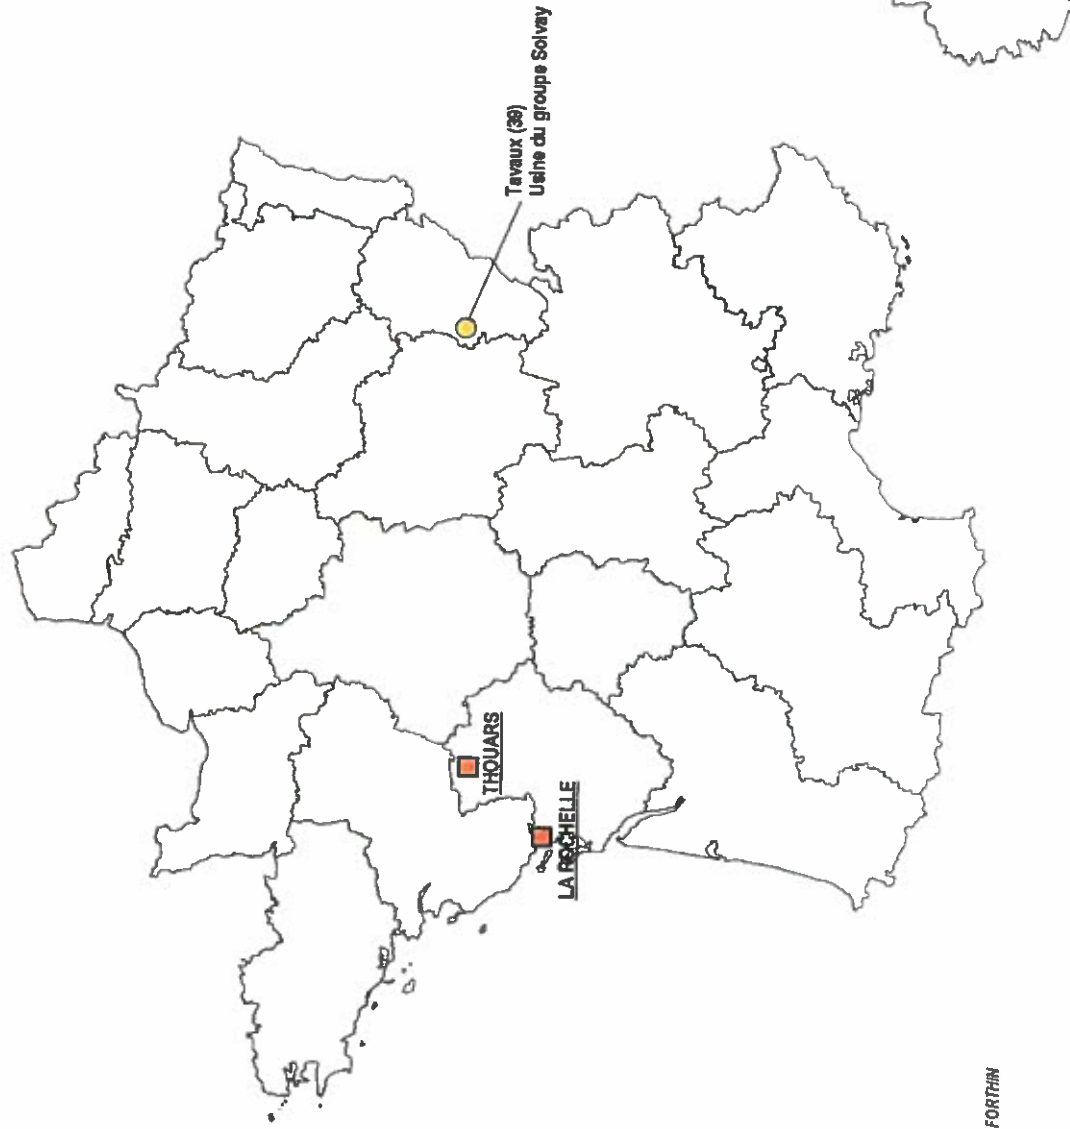 Tavaux (39)
Usine du groupe Solvay
THOUARS
LA ROCHELLE
FORTHIN